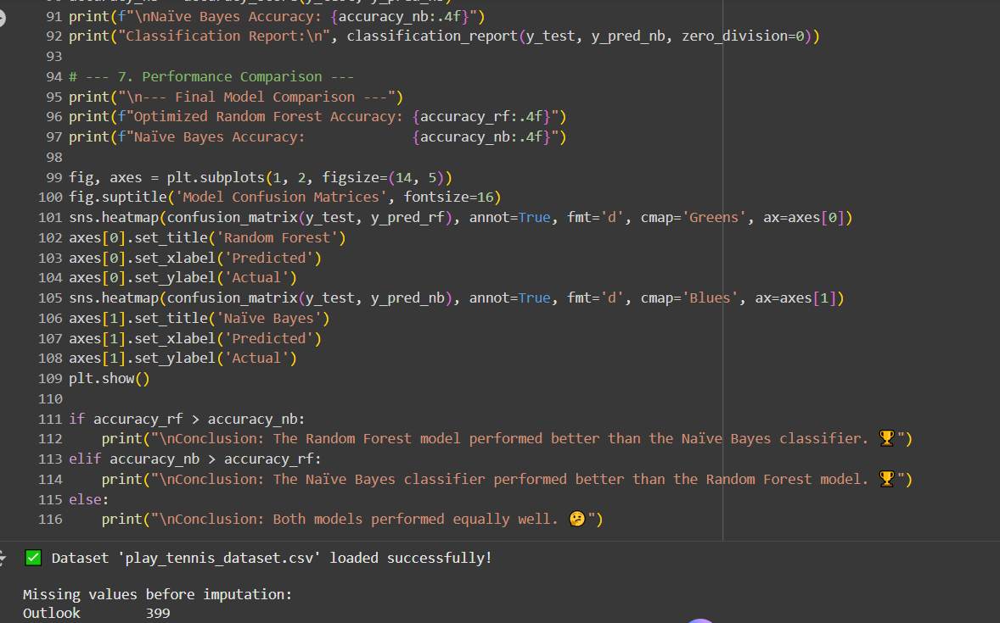 91 print(f"\nNaïve Bayes Accuracy: {accuracy_nb:.4f}")
92 print("Classification Report:\n", classification_report(y_test, y_pred_nb, zero_division=0))
93
94 # --- 7. Performance Comparison ---
95 print("\n--- Final Model Comparison ---")
96 print(f"Optimized Random Forest Accuracy: {accuracy_rf:.4f}")
97 print(f"Naïve Bayes Accuracy:             {accuracy_nb:.4f}")
98
99 fig, axes = plt.subplots(1, 2, figsize=(14, 5))
100 fig.suptitle('Model Confusion Matrices', fontsize=16)
101 sns.heatmap(confusion_matrix(y_test, y_pred_rf), annot=True, fmt='d', cmap='Greens', ax=axes[0])
102 axes[0].set_title('Random Forest')
103 axes[0].set_xlabel('Predicted')
104 axes[0].set_ylabel('Actual')
105 sns.heatmap(confusion_matrix(y_test, y_pred_nb), annot=True, fmt='d', cmap='Blues', ax=axes[1])
106 axes[1].set_title('Naïve Bayes')
107 axes[1].set_xlabel('Predicted')
108 axes[1].set_ylabel('Actual')
109 plt.show()
110
111 if accuracy_rf > accuracy_nb:
112     print("\nConclusion: The Random Forest model performed better than the Naïve Bayes classifier. 🏆")
113 elif accuracy_nb > accuracy_rf:
114     print("\nConclusion: The Naïve Bayes classifier performed better than the Random Forest model. 🏆")
115 else:
116     print("\nConclusion: Both models performed equally well. 🤔")
✅ Dataset 'play_tennis_dataset.csv' loaded successfully!
Missing values before imputation:
Outlook        399